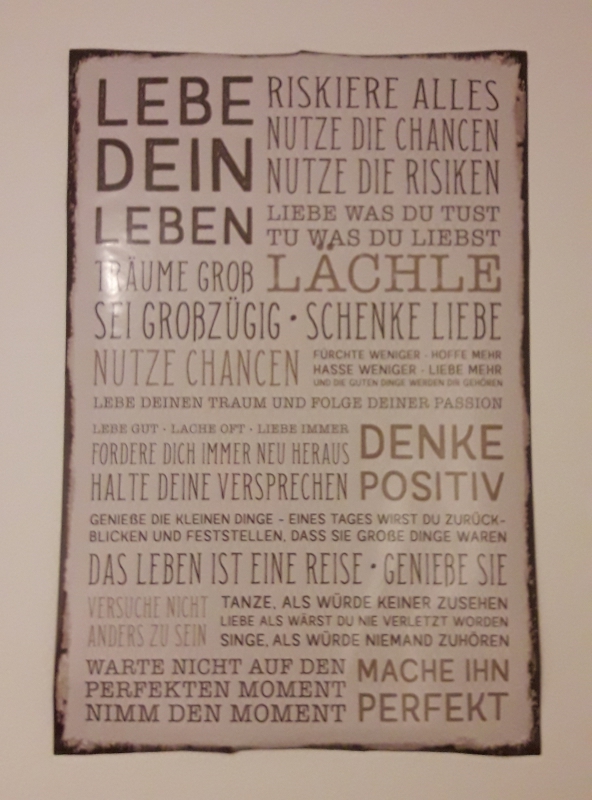 LEBE
DEIN
LEBEN
RISKIERE ALLES
NUTZE DIE CHANCEN
NUTZE DIE RISIKEN
LIEBE WAS DU TUST
TU WAS DU LIEBST
TRÄUME GROß
LÄCHLE
SEI GROßZÜGIG · SCHENKE LIEBE
NUTZE CHANCEN
FÜRCHTE WENIGER · HOFFE MEHR
HASSE WENIGER · LIEBE MEHR
UND DIE GUTEN DINGE WERDEN DIR GEHÖREN
LEBE DEINEN TRAUM UND FOLGE DEINER PASSION
LEBE GUT · LACHE OFT · LIEBE IMMER
FORDERE DICH IMMER NEU HERAUS
HALTE DEINE VERSPRECHEN
DENKE
POSITIV
GENIEßE DIE KLEINEN DINGE - EINES TAGES WIRST DU ZURÜCK-
BLICKEN UND FESTSTELLEN, DASS SIE GROßE DINGE WAREN
DAS LEBEN IST EINE REISE · GENIEßE SIE
VERSUCHE NICHT
ANDERS ZU SEIN
TANZE, ALS WÜRDE KEINER ZUSEHEN
LIEBE ALS WÄRST DU NIE VERLETZT WORDEN
SINGE, ALS WÜRDE NIEMAND ZUHÖREN
WARTE NICHT AUF DEN
PERFEKTEN MOMENT
NIMM DEN MOMENT
MACHE IHN
PERFEKT